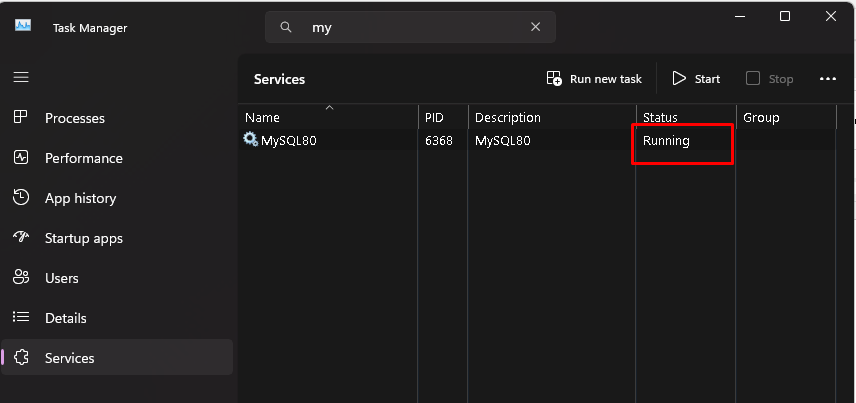 Task Manager
my
Services
Run new task
Start
Stop
Processes
Performance
App history
Startup apps
Users
Details
Services
Name PID Description Status Group
MySQL80 6368 MySQL80 Running